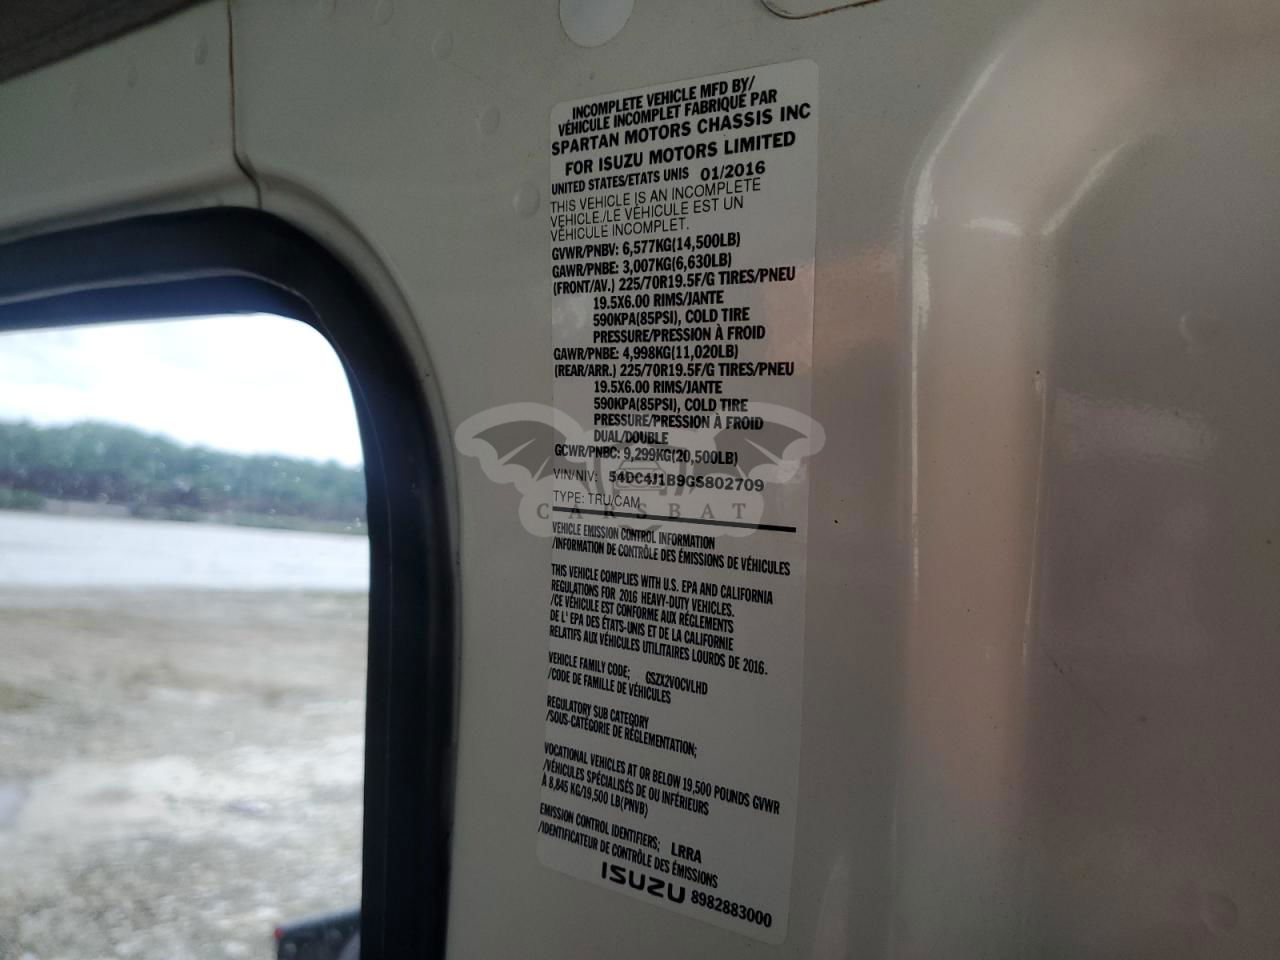 INCOMPLETE VEHICLE MFD BY/
VÉHICULE INCOMPLET FABRIQUÉ PAR
SPARTAN MOTORS CHASSIS INC
FOR ISUZU MOTORS LIMITED
UNITED STATES/ETATS UNIS 01/2016
THIS VEHICLE IS AN INCOMPLETE
VEHICLE./LE VÉHICULE EST UN
VÉHICULE INCOMPLET.
GVWR/PNBV: 6,577KG(14,500LB)
GAWR/PNBE: 3,007KG(6,630LB)
(FRONT/AV.) 225/70R19.5F/G TIRES/PNEU
19.5X6.00 RIMS/JANTE
590KPA(85PSI), COLD TIRE
PRESSURE/PRESSION À FROID
GAWR/PNBE: 4,998KG(11,020LB)
(REAR/ARR.) 225/70R19.5F/G TIRES/PNEU
19.5X6.00 RIMS/JANTE
590KPA(85PSI), COLD TIRE
PRESSURE/PRESSION À FROID
DUAL/DOUBLE
GCWR/PNBC: 9,299KG(20,500LB)
VIN/NIV: 54DC4J1B9GS802709
TYPE: TRU/CAM
CARSBAT
VEHICLE EMISSION CONTROL INFORMATION
/INFORMATION DE CONTRÔLE DES ÉMISSIONS DE VÉHICULES
THIS VEHICLE COMPLIES WITH U.S. EPA AND CALIFORNIA
REGULATIONS FOR 2016 HEAVY-DUTY VEHICLES.
/CE VÉHICULE EST CONFORME AUX RÉGLEMENTS
DE L' EPA DES ÉTATS-UNIS ET DE LA CALIFORNIE
RELATIFS AUX VÉHICULES UTILITAIRES LOURDS DE 2016.
VEHICLE FAMILY CODE; GSZX2VOCVLHD
/CODE DE FAMILLE DE VÉHICULES
REGULATORY SUB CATEGORY
/SOUS-CATÉGORIE DE RÉGLEMENTATION;
VOCATIONAL VEHICLES AT OR BELOW 19,500 POUNDS GVWR
/VÉHICULES SPÉCIALISÉS DE OU INFÉRIEURS
À 8,845 KG/19,500 LB(PNVB)
EMISSION CONTROL IDENTIFIERS; LRRA
/IDENTIFICATEUR DE CONTRÔLE DES ÉMISSIONS
ISUZU 8982883000